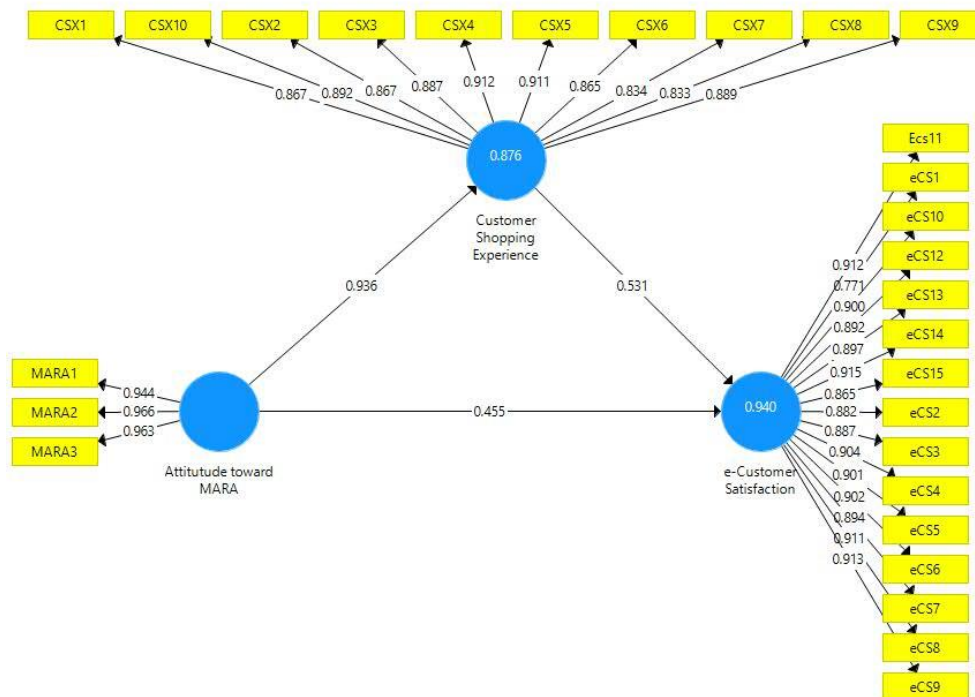 CSX1 CSX10 CSX2 CSX3 CSX4 CSX5 CSX6 CSX7 CSX8 CSX9
0.867 0.892 0.867 0.887 0.912 0.911 0.865 0.834 0.833 0.889
0.876
Customer
Shopping
Experience
0.936
0.531
MARA1
MARA2
MARA3
0.944
0.966
0.963
Attitutude toward
MARA
0.455
0.940
e-Customer
Satisfaction
0.912
0.771
0.900
0.892
0.897
0.915
0.865
0.882
0.887
0.904
0.901
0.902
0.894
0.911
0.913
Ecs11
eCS1
eCS10
eCS12
eCS13
eCS14
eCS15
eCS2
eCS3
eCS4
eCS5
eCS6
eCS7
eCS8
eCS9